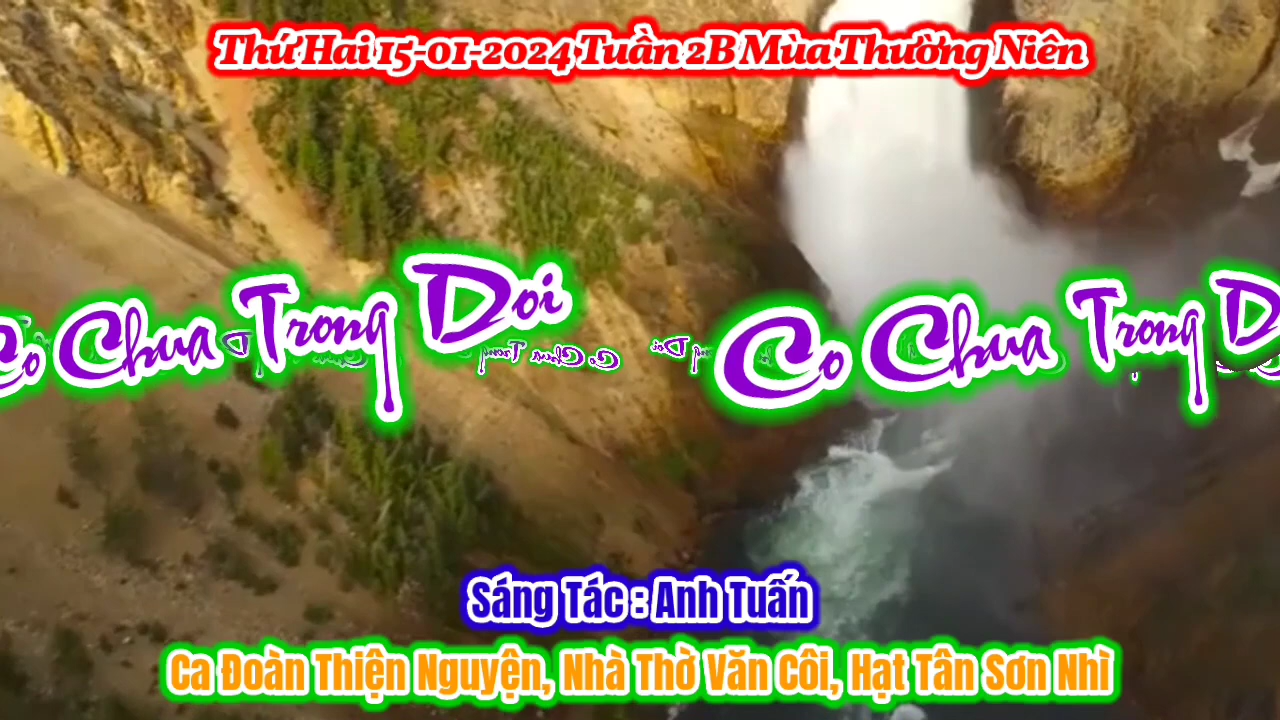 Thứ Hai 15-01-2024 Tuần 2B Mùa Thường Niên
Co Chua Trong Doi
Co Chua Trong D
Sáng Tác : Anh Tuấn
Ca Đoàn Thiện Nguyện, Nhà Thờ Văn Côi, Hạt Tân Sơn Nhì